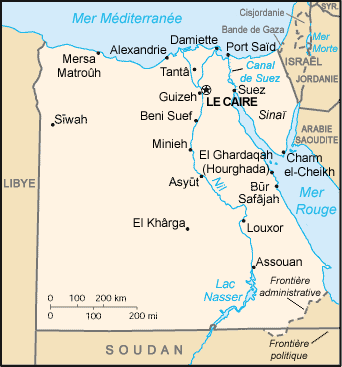 Mer Méditerranée
Cisjordanie
SYR.
Bande de Gaza
Mer
Morte
ISRAËL
JORDANIE
Damiette
Alexandrie
Port Saïd
Mersa
Matroûh
Tantâ
Canal
de Suez
Guizeh
Suez
LE CAIRE
Sinaï
Sîwah
Beni Suef
ARABIE
SAOUDITE
Minieh
El Ghardaqah
(Hourghada)
Charm
el-Cheikh
LIBYE
Asyût
Nil
Būr
Safājah
Mer
Rouge
El Khârga
Louxor
Assouan
Lac
Nasser
Frontière
administrative
0 100 200 km
0 100 200 mi
SOUDAN
Frontière
politique